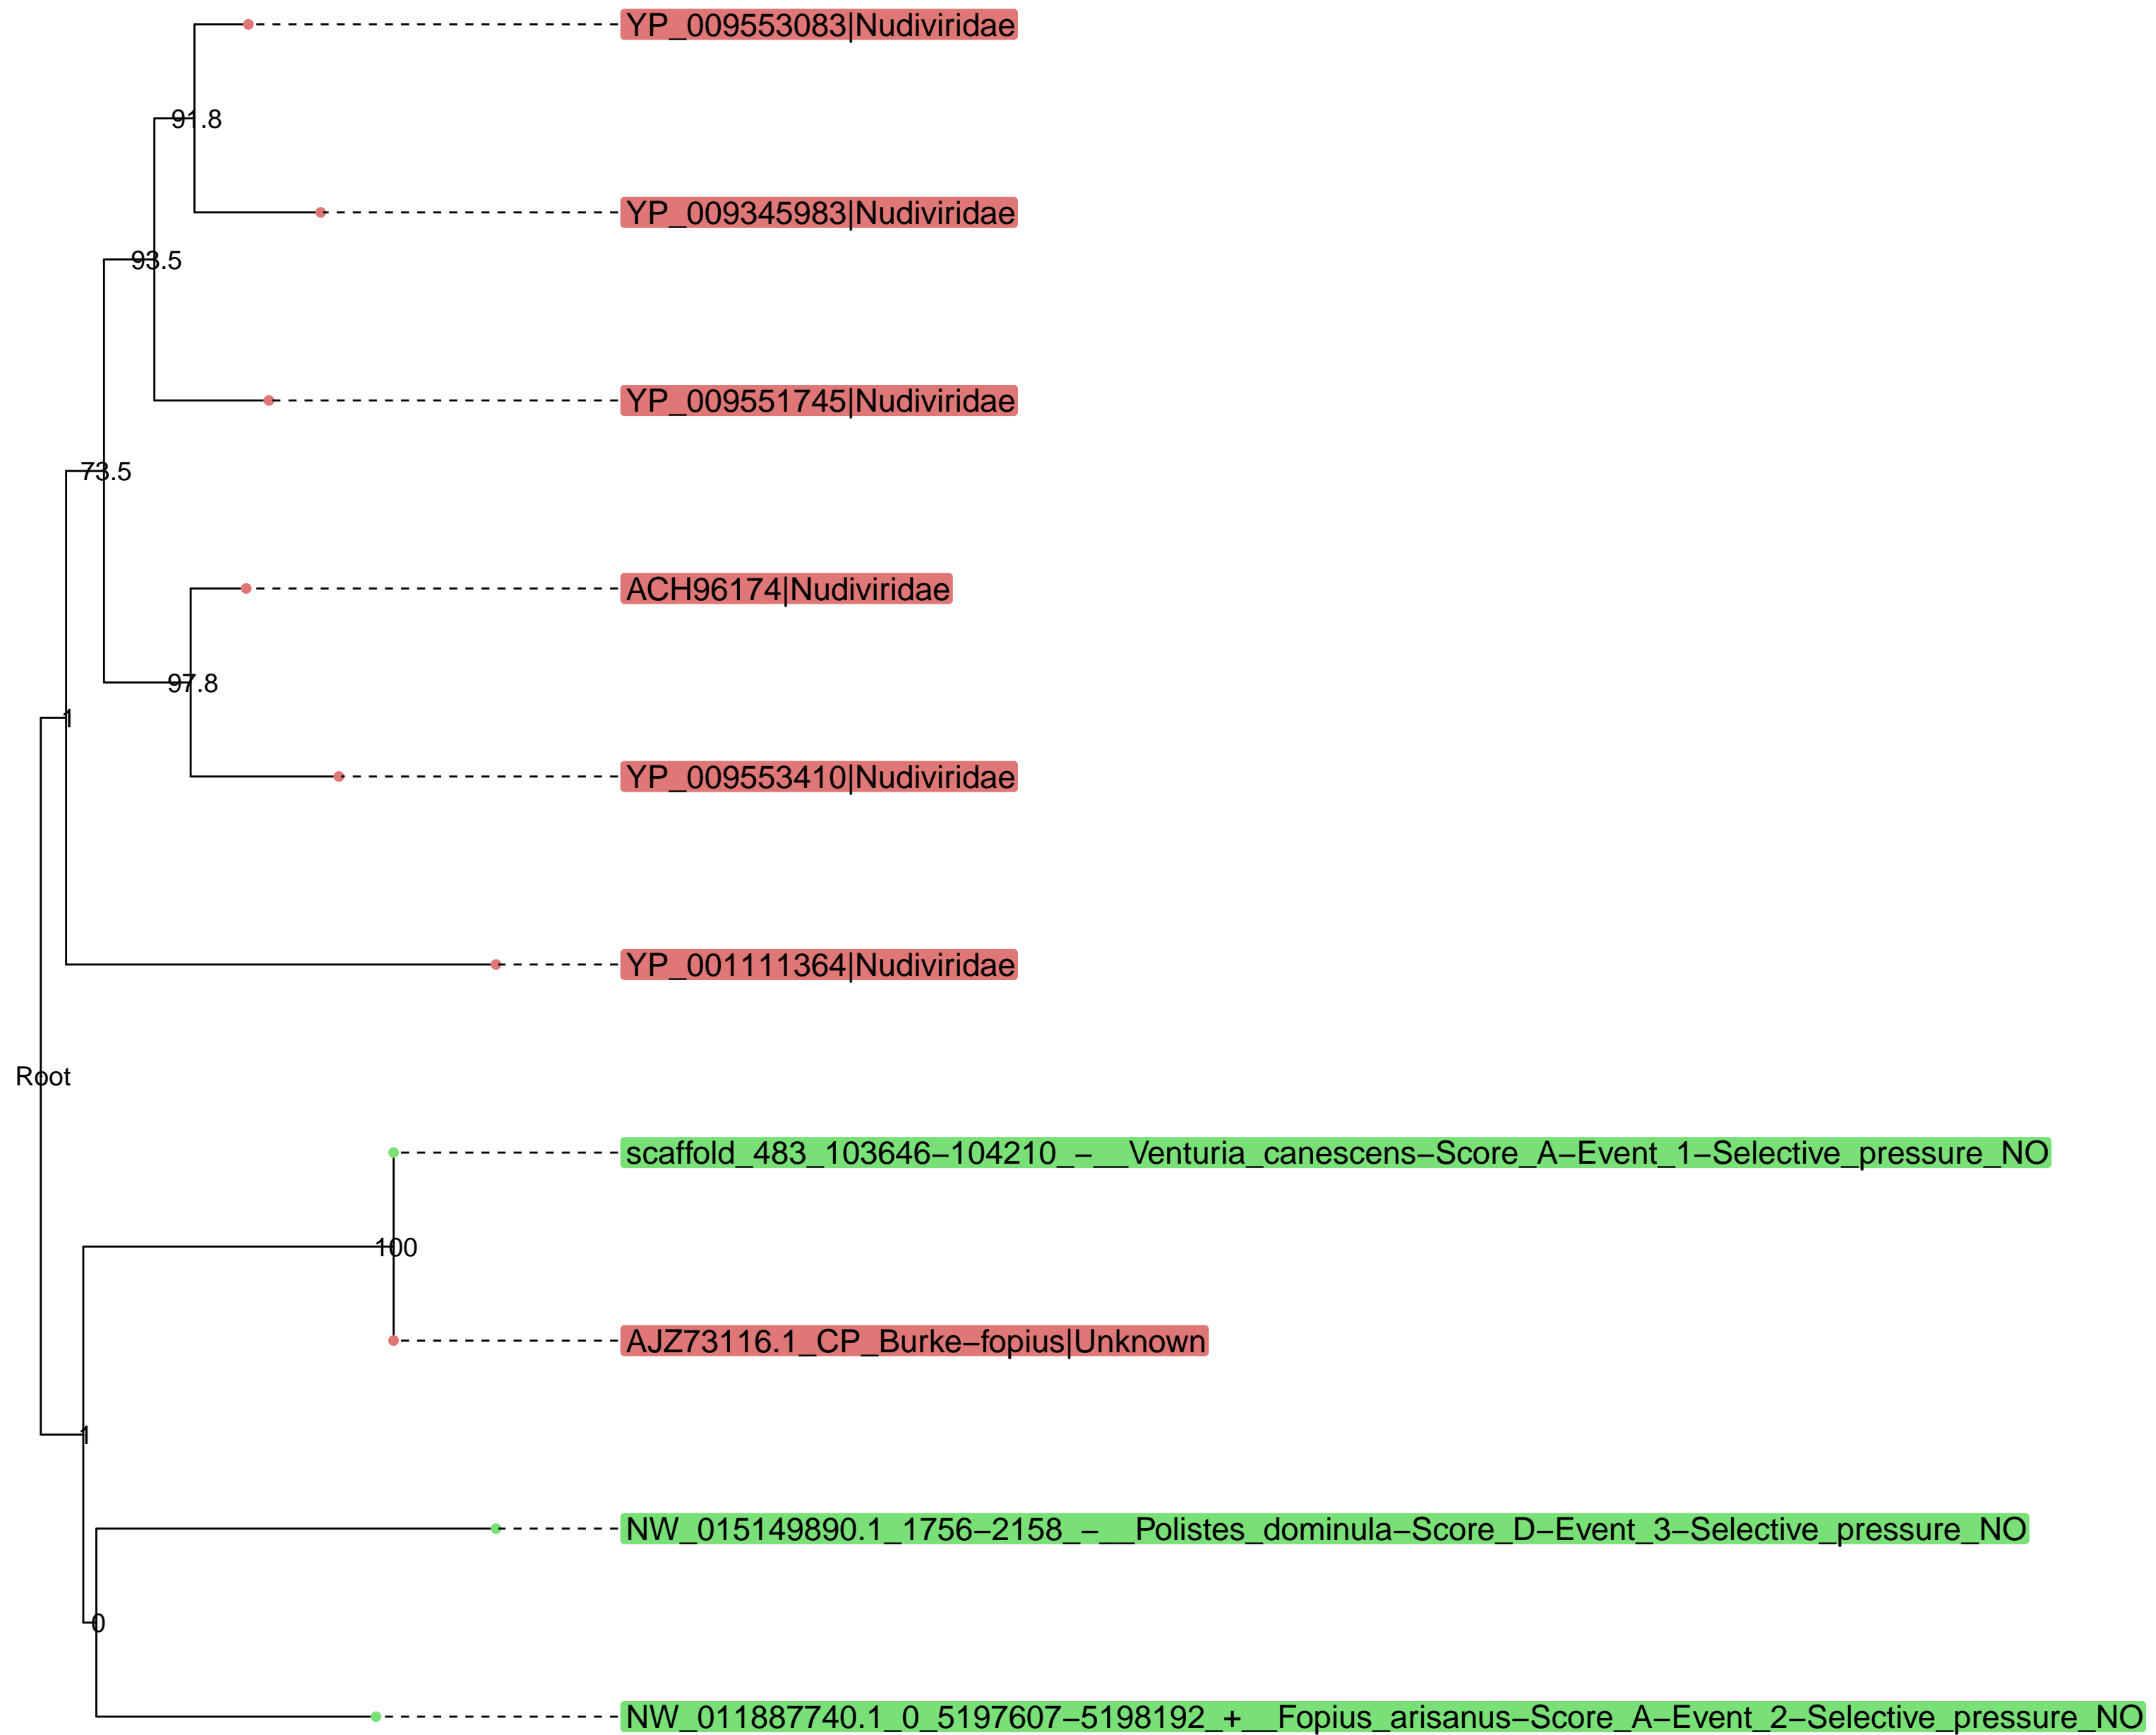 YP_009553083|Nudiviridae
91.8
YP_009345983|Nudiviridae
93.5
YP_009551745|Nudiviridae
73.5
ACH96174|Nudiviridae
97.8
1
YP_009553410|Nudiviridae
YP_001111364|Nudiviridae
Root
scaffold_483_103646−104210_−__Venturia_canescens−Score_A−Event_1−Selective_pressure_NO
100
AJZ73116.1_CP_Burke−fopius|Unknown
1
NW_015149890.1_1756−2158_−__Polistes_dominula−Score_D−Event_3−Selective_pressure_NO
0
NW_011887740.1_0_5197607−5198192_+__Fopius_arisanus−Score_A−Event_2−Selective_pressure_NO